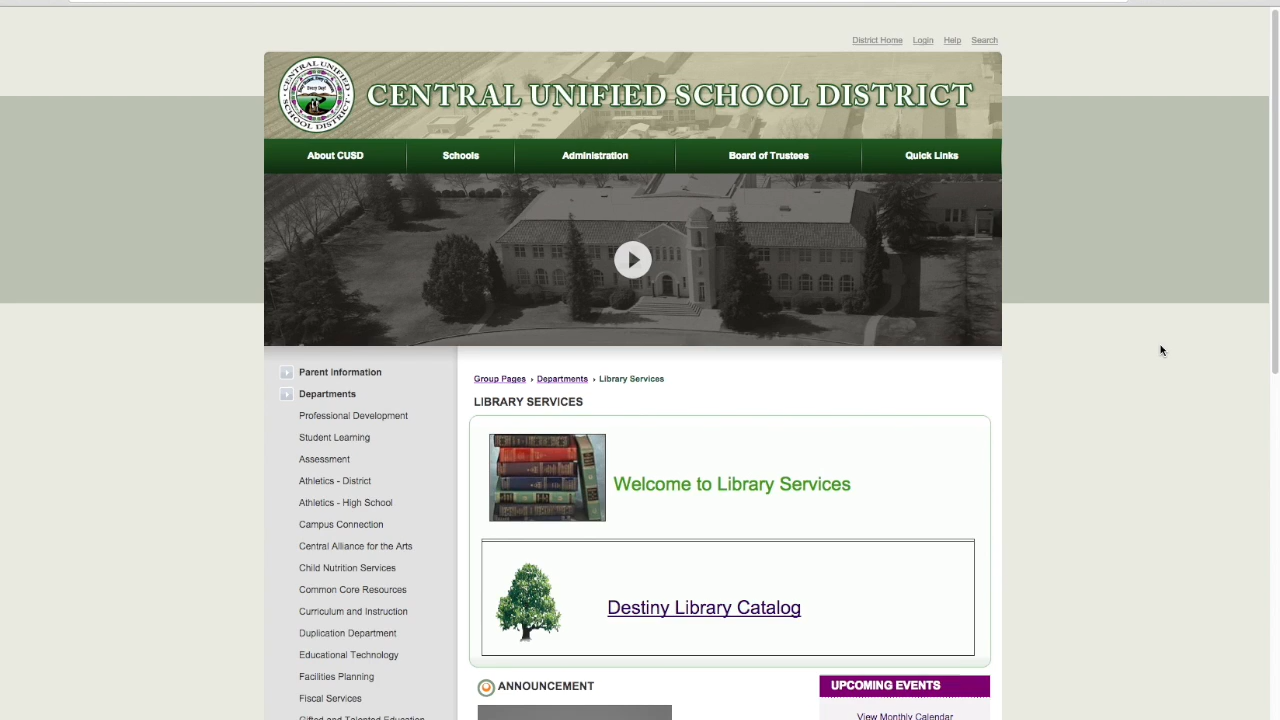 District Home Login Help Search
CENTRAL UNIFIED SCHOOL DISTRICT
CENTRAL UNIFIED SCHOOL DISTRICT
About CUSD Schools Administration Board of Trustees Quick Links
Parent Information
Departments
Professional Development
Student Learning
Assessment
Athletics - District
Athletics - High School
Campus Connection
Central Alliance for the Arts
Child Nutrition Services
Common Core Resources
Curriculum and Instruction
Duplication Department
Educational Technology
Facilities Planning
Fiscal Services
Gifted and Talented Education
Group Pages › Departments › Library Services
LIBRARY SERVICES
Welcome to Library Services
Destiny Library Catalog
ANNOUNCEMENT
UPCOMING EVENTS
View Monthly Calendar